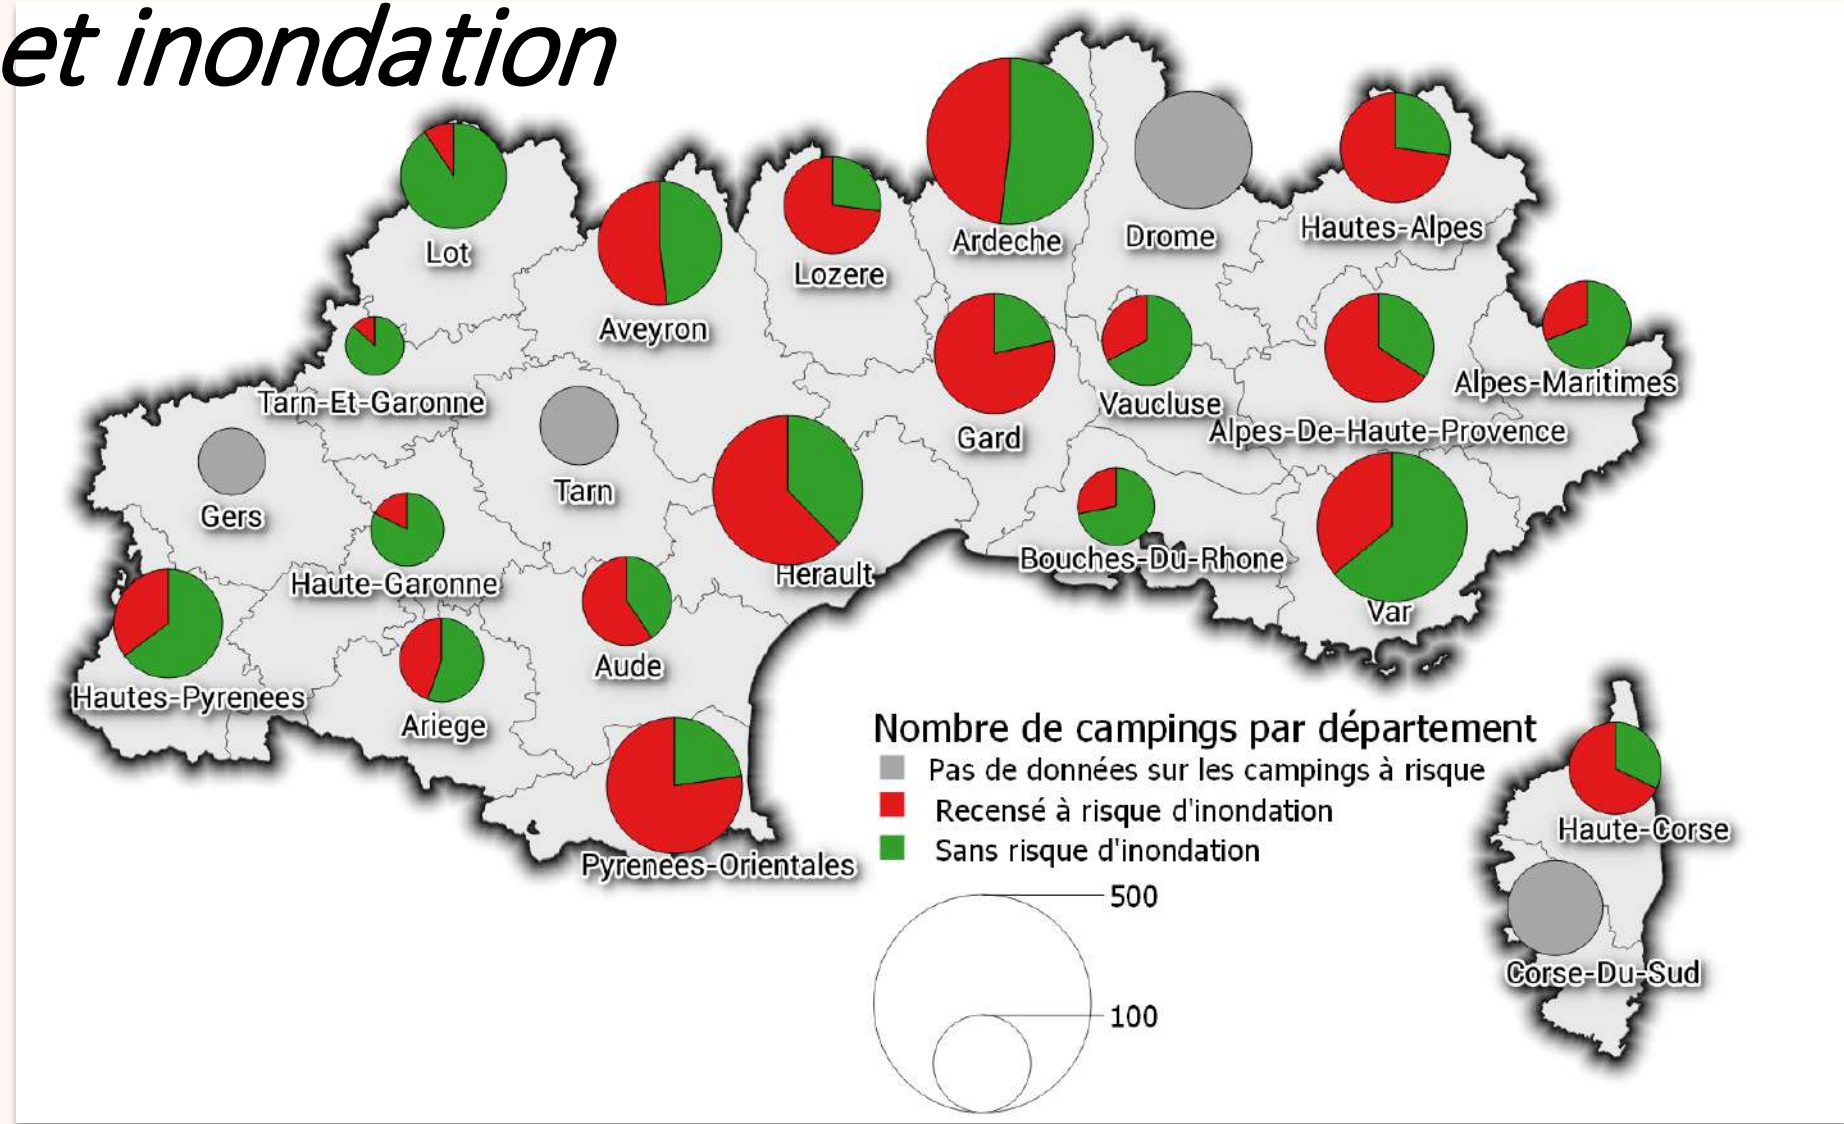 et inondation
Lot
Aveyron
Lozere
Ardeche
Drome
Hautes-Alpes
Tarn-Et-Garonne
Gard
Vaucluse
Alpes-Maritimes
Alpes-De-Haute-Provence
Gers
Tarn
Haute-Garonne
Herault
Bouches-Du-Rhone
Var
Hautes-Pyrenees
Ariege
Aude
Pyrenees-Orientales
Nombre de campings par département
Pas de données sur les campings à risque
Recensé à risque d'inondation
Sans risque d'inondation
500
100
Haute-Corse
Corse-Du-Sud